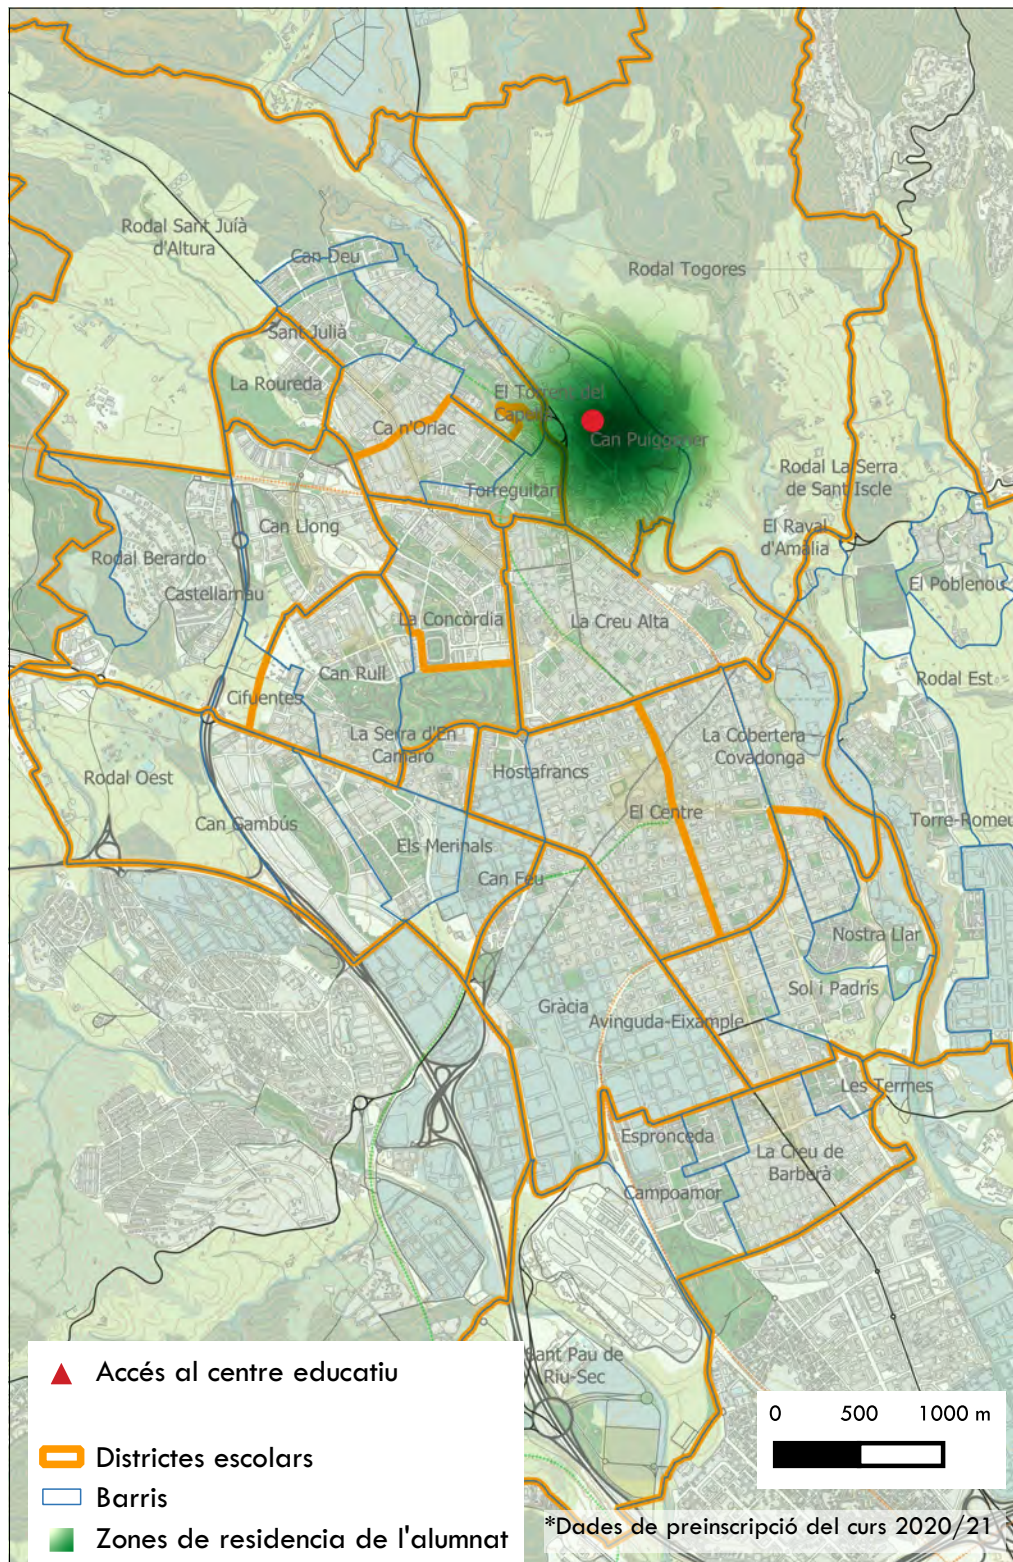 Rodal Sant Juíà
d'Altura
Can Deu
Rodal Togores
Sant Julià
La Roureda
El Torrent del
Capellà
Ca n'Oriac
Can Puiggener
Rodal La Serra
de Sant Iscle
Torreguitart
Can Llong
El Raval
d'Amàlia
Rodal Berardo
Castellarnau
El Poblenou
La Concòrdia
La Creu Alta
Can Rull
Rodal Est
Cifuentes
La Serra d'En
Camaró
La Cobertera
Covadonga
Rodal Oest
Hostafrancs
El Centre
Can Gambús
Torre-Romeu
Els Merinals
Can Feu
Nostra Llar
Sol i Padrís
Gràcia
Avinguda-Eixample
Les Termes
Espronceda
La Creu de
Barberà
Campoamor
Sant Pau de
Riu-Sec
Accés al centre educatiu
Districtes escolars
Barris
Zones de residencia de l'alumnat
0 500 1000 m
*Dades de preinscripció del curs 2020/21